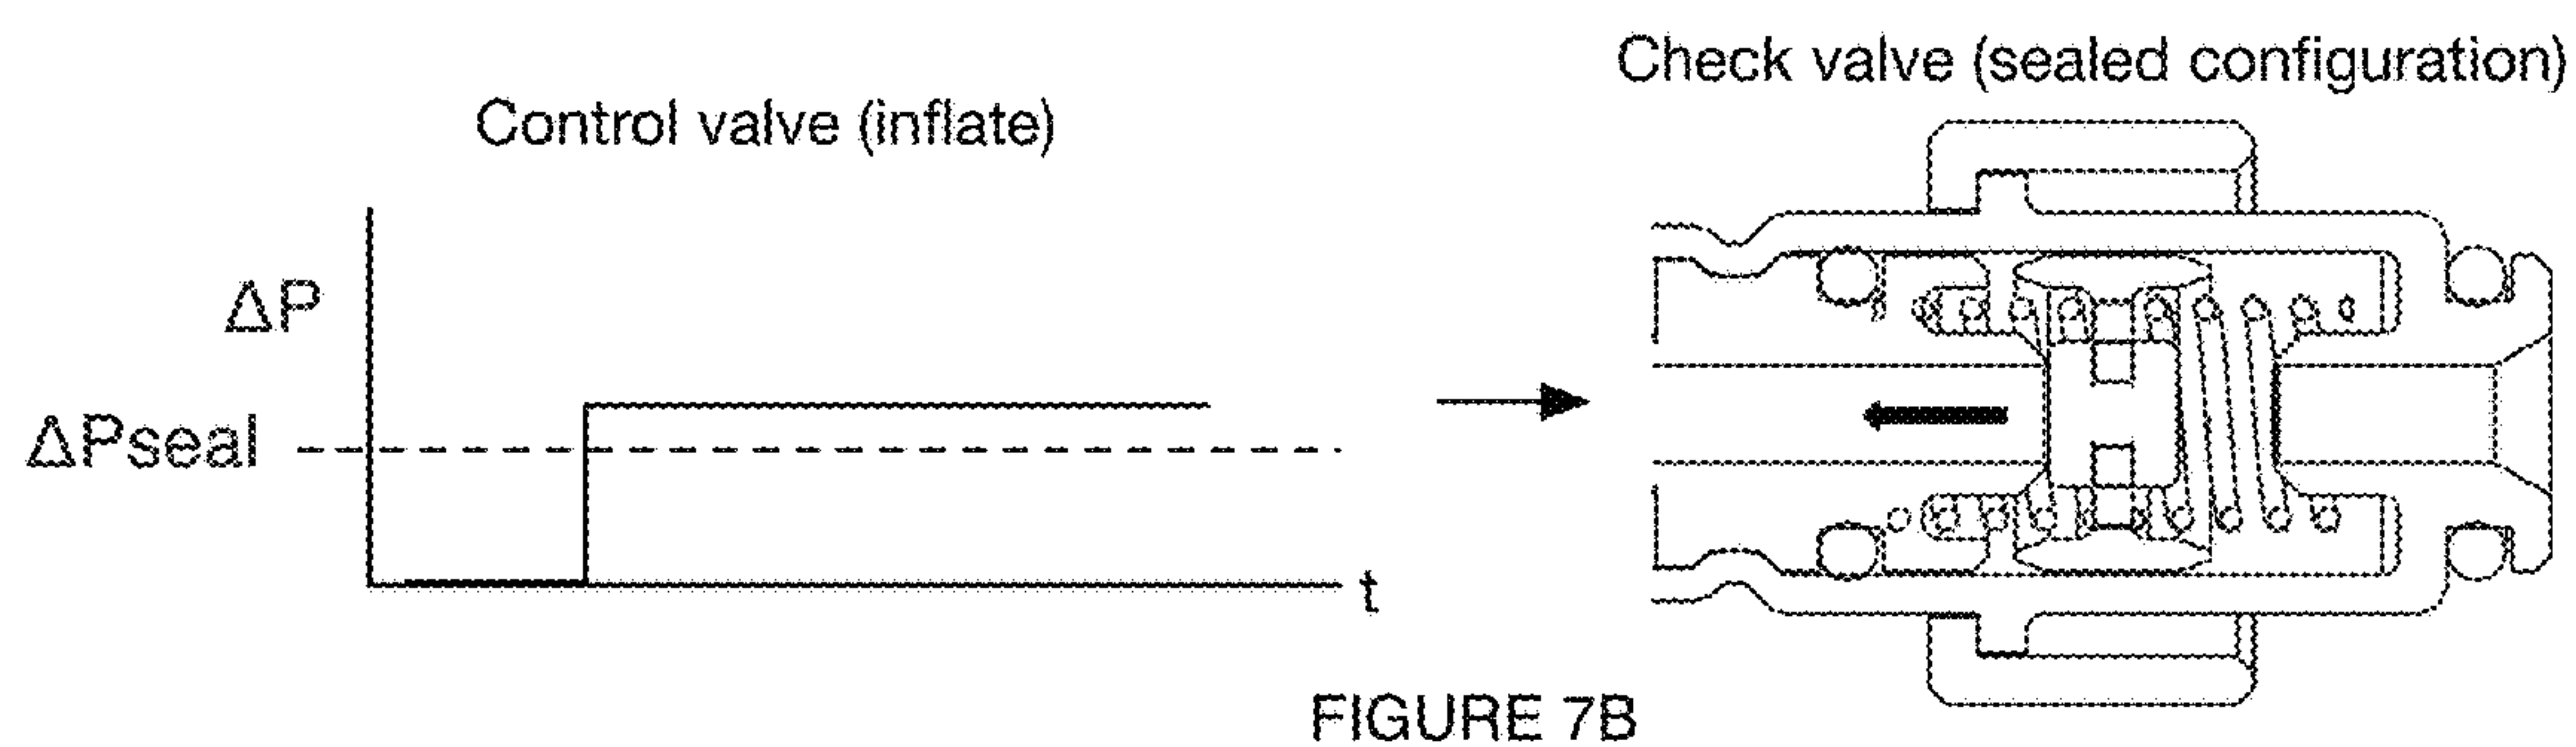 Check valve (sealed configuration)
Control valve (inflate)
ΔP
ΔPseal
t
FIGURE 7B